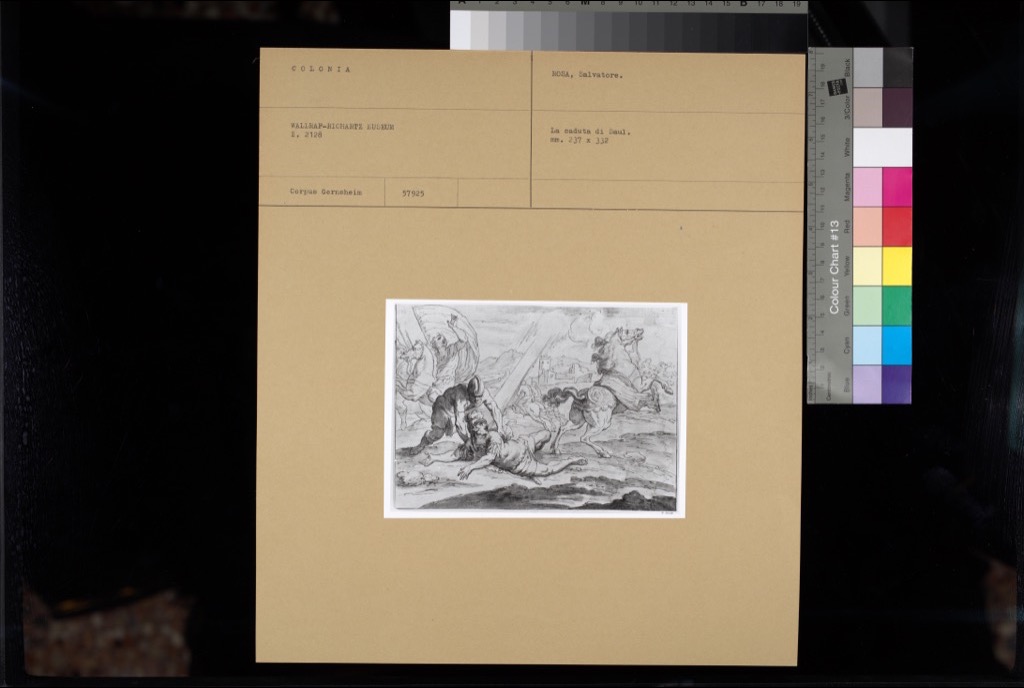 COLONIA
ROSA, Salvatore.
WALLRAF-RICHARTZ MUSEUM
Z. 2128
La caduta di Saul.
mm. 237 x 332
Corpus Gernsheim
57925
A 1 2 3 4 5 6 M 8 9 10 11 12 13 14 15 B 17 18 19
Colour Chart #13
Black
3/Color
White
Magenta
Red
Yellow
Green
Cyan
Blue